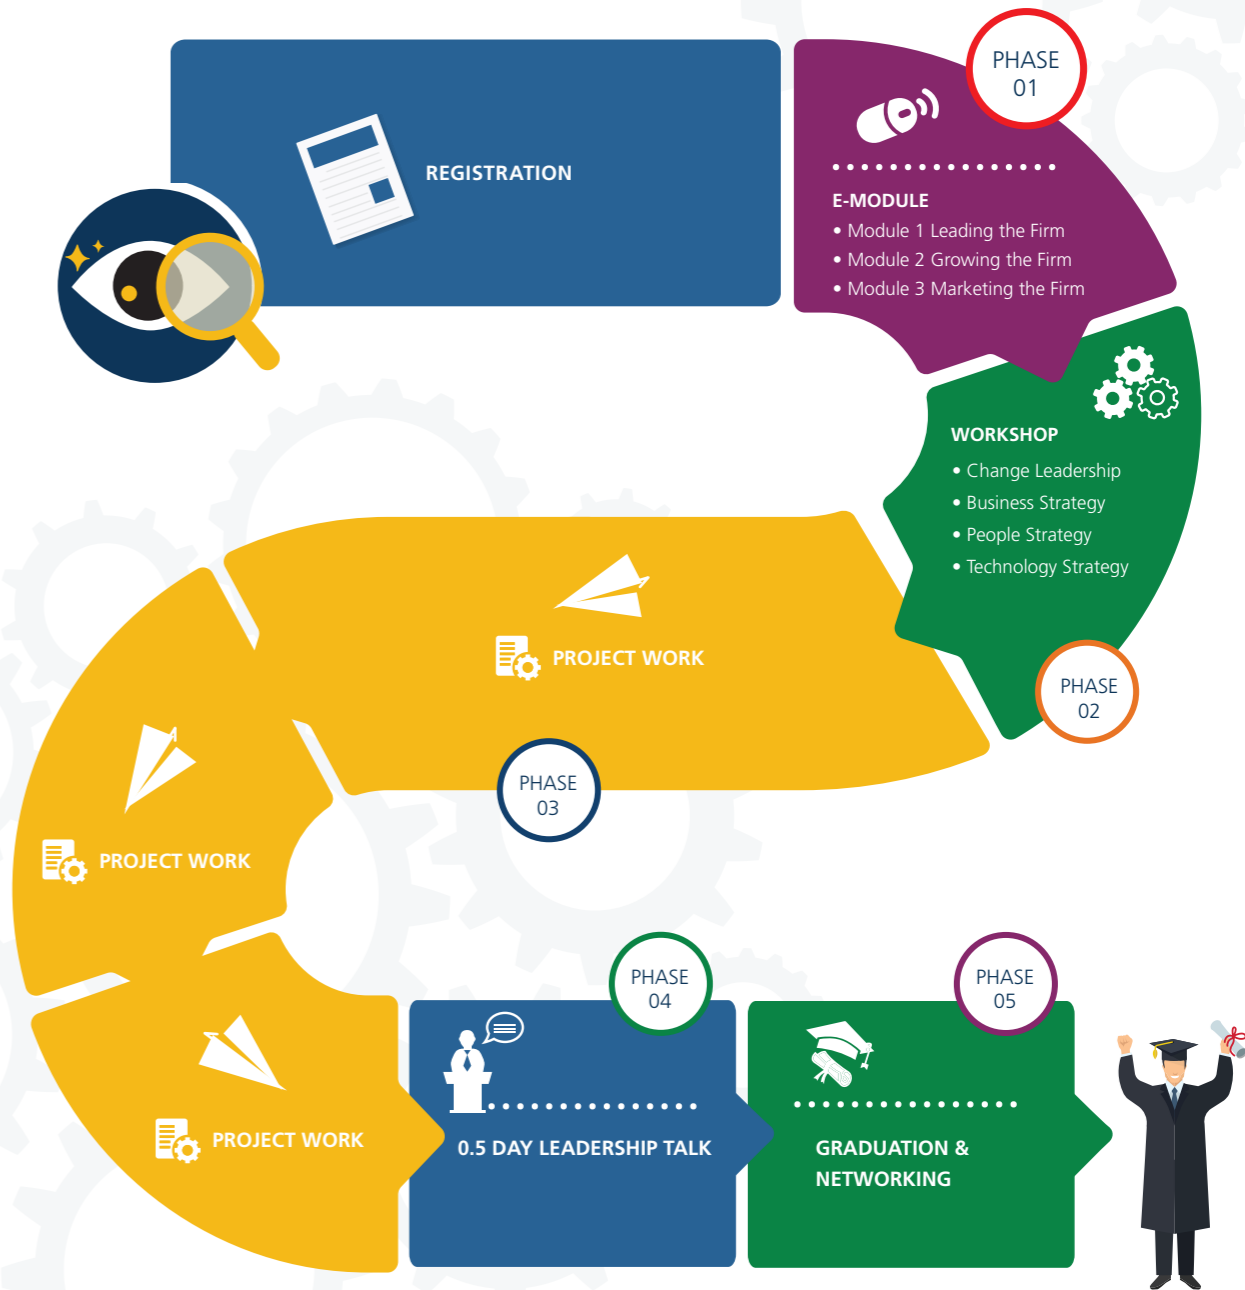 REGISTRATION
PHASE
01
E-MODULE
• Module 1 Leading the Firm
• Module 2 Growing the Firm
• Module 3 Marketing the Firm
WORKSHOP
• Change Leadership
• Business Strategy
• People Strategy
• Technology Strategy
PHASE
02
PROJECT WORK
PHASE
03
PROJECT WORK
PROJECT WORK
PHASE
04
0.5 DAY LEADERSHIP TALK
PHASE
05
GRADUATION &
NETWORKING